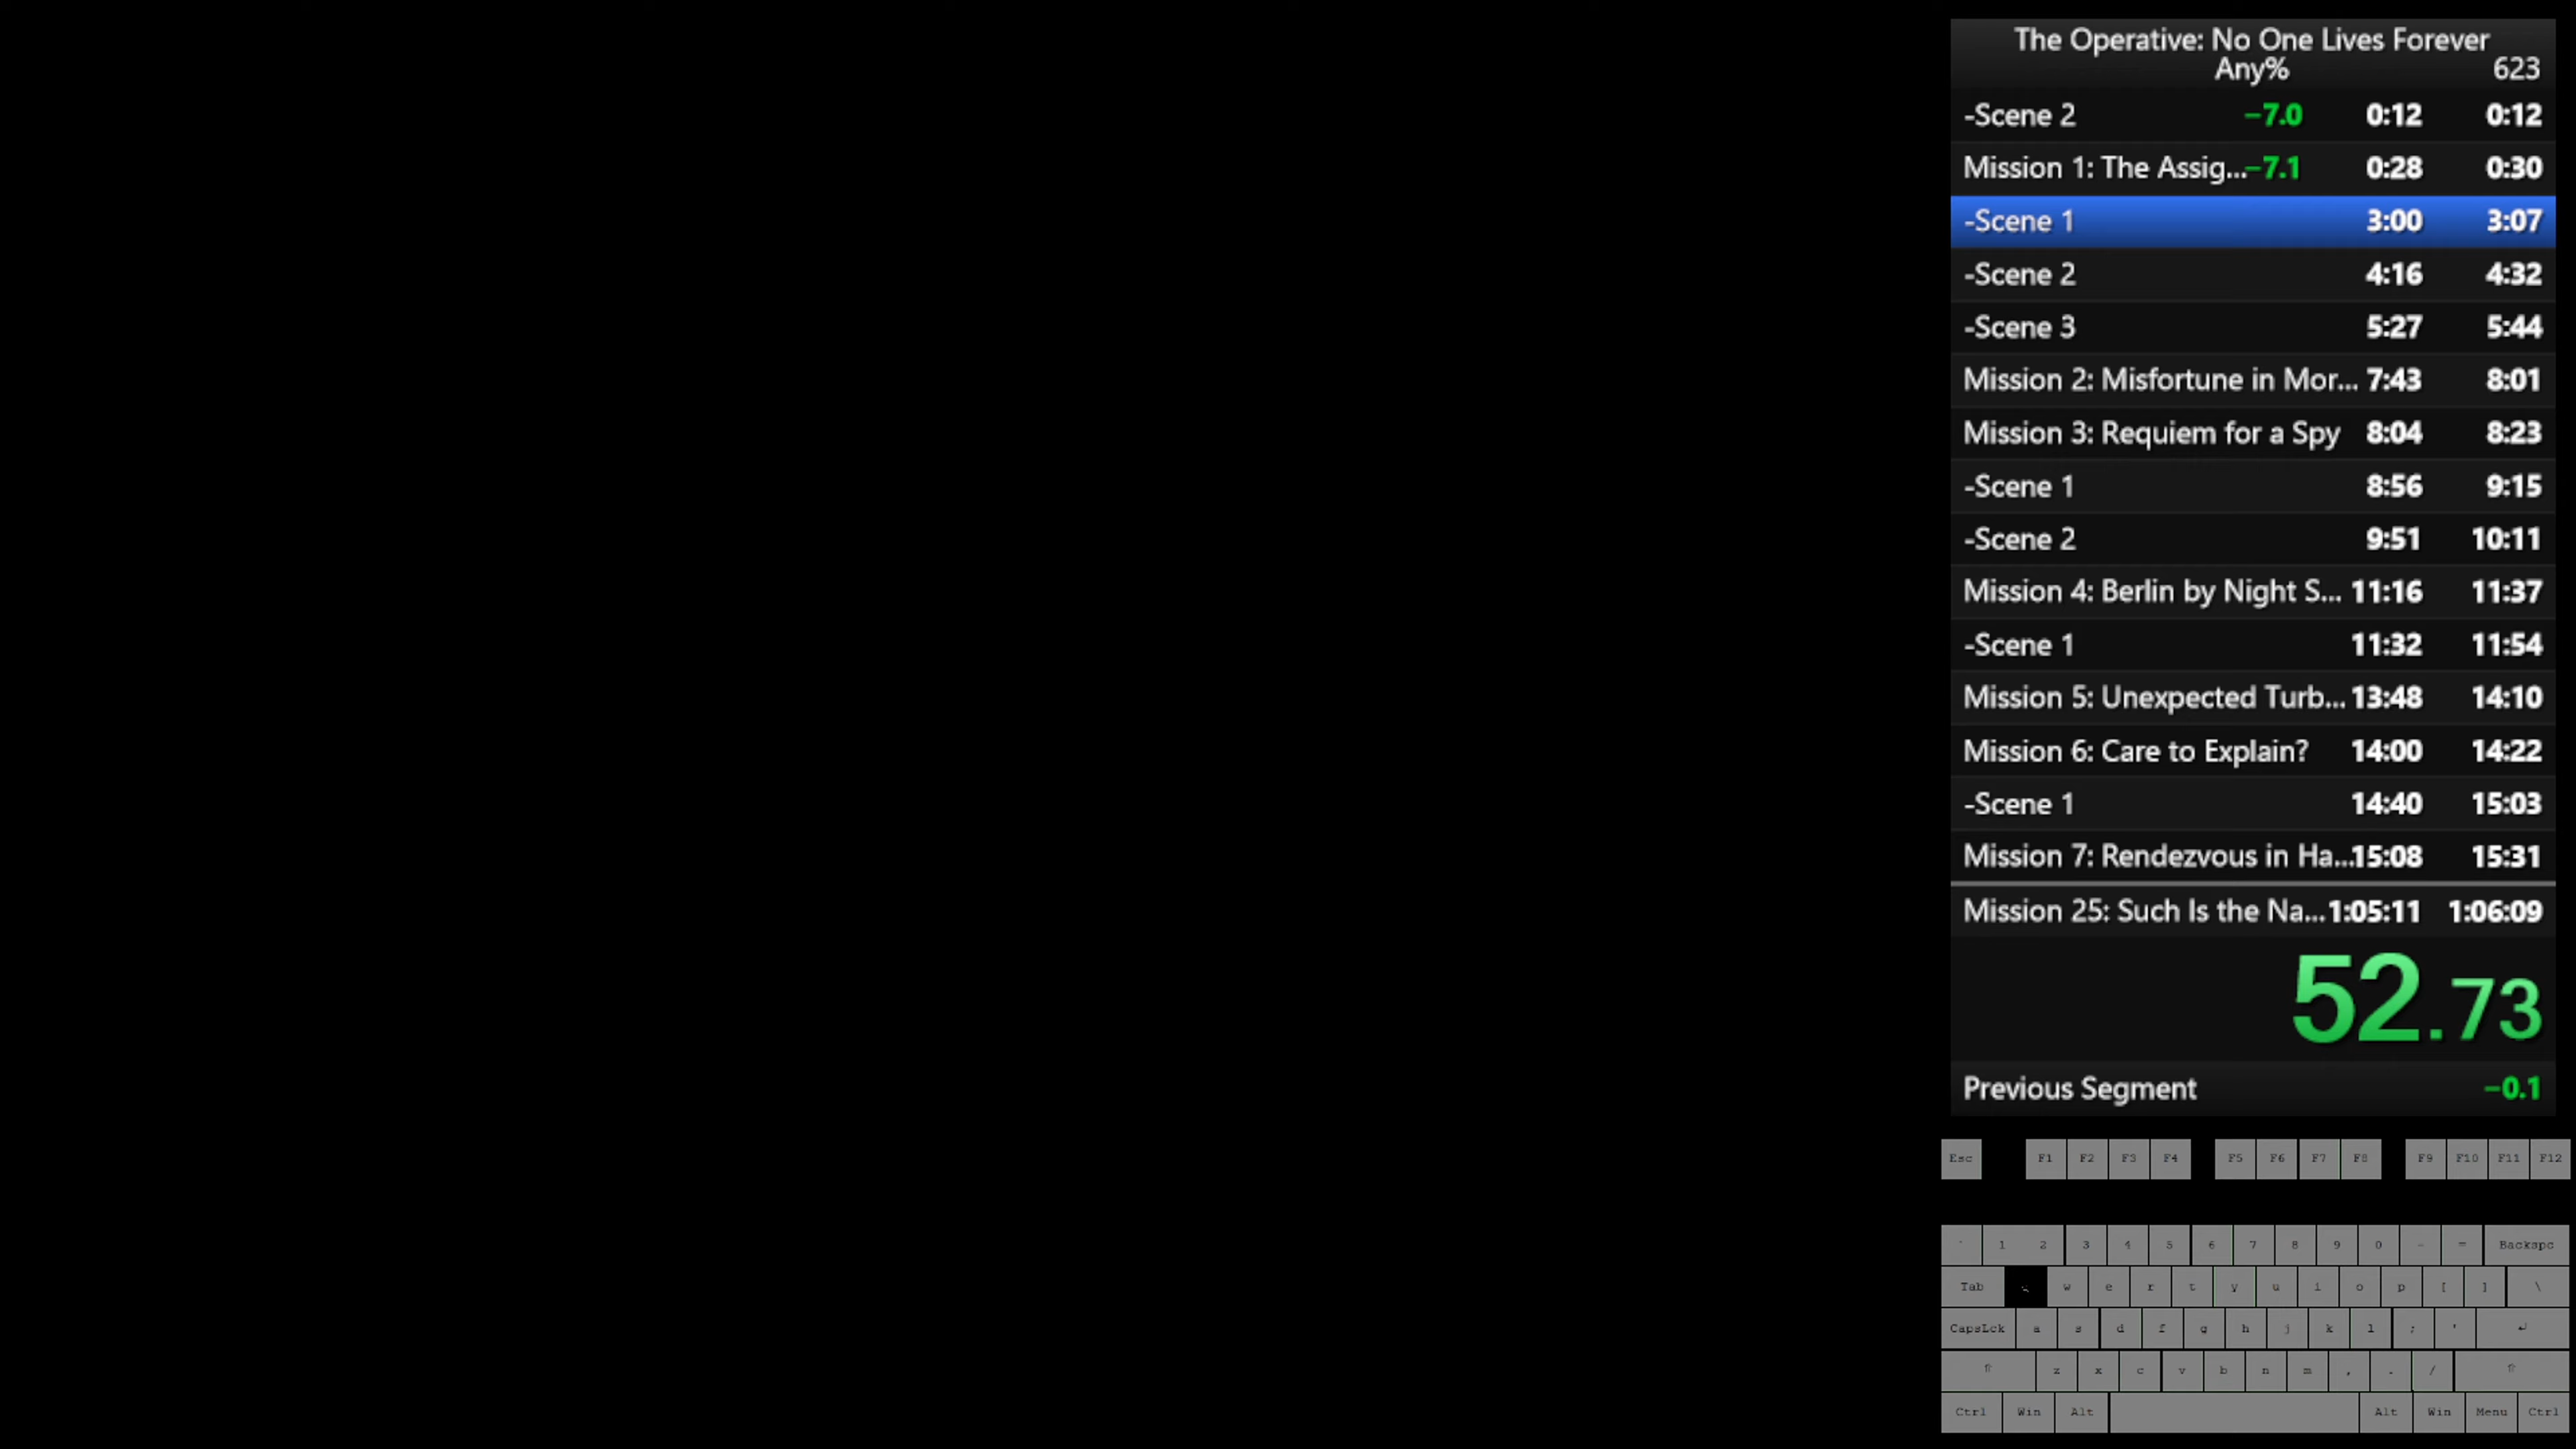 The Operative: No One Lives Forever
Any% 623
-Scene 2 −7.0 0:12 0:12
Mission 1: The Assig... −7.1 0:28 0:30
-Scene 1 3:00 3:07
-Scene 2 4:16 4:32
-Scene 3 5:27 5:44
Mission 2: Misfortune in Mor... 7:43 8:01
Mission 3: Requiem for a Spy 8:04 8:23
-Scene 1 8:56 9:15
-Scene 2 9:51 10:11
Mission 4: Berlin by Night S... 11:16 11:37
-Scene 1 11:32 11:54
Mission 5: Unexpected Turb... 13:48 14:10
Mission 6: Care to Explain? 14:00 14:22
-Scene 1 14:40 15:03
Mission 7: Rendezvous in Ha... 15:08 15:31
Mission 25: Such Is the Na... 1:05:11 1:06:09
52.73
Previous Segment −0.1
Esc F1 F2 F3 F4 F5 F6 F7 F8 F9 F10 F11 F12
` 1 2 3 4 5 6 7 8 9 0 - = Backspc
Tab w e r t y u i o p [ ] \
CapsLck a s d f g h j k l ; ' ↵
⇧ z x c v b n m , . / ⇧
Ctrl Win Alt Alt Win Menu Ctrl